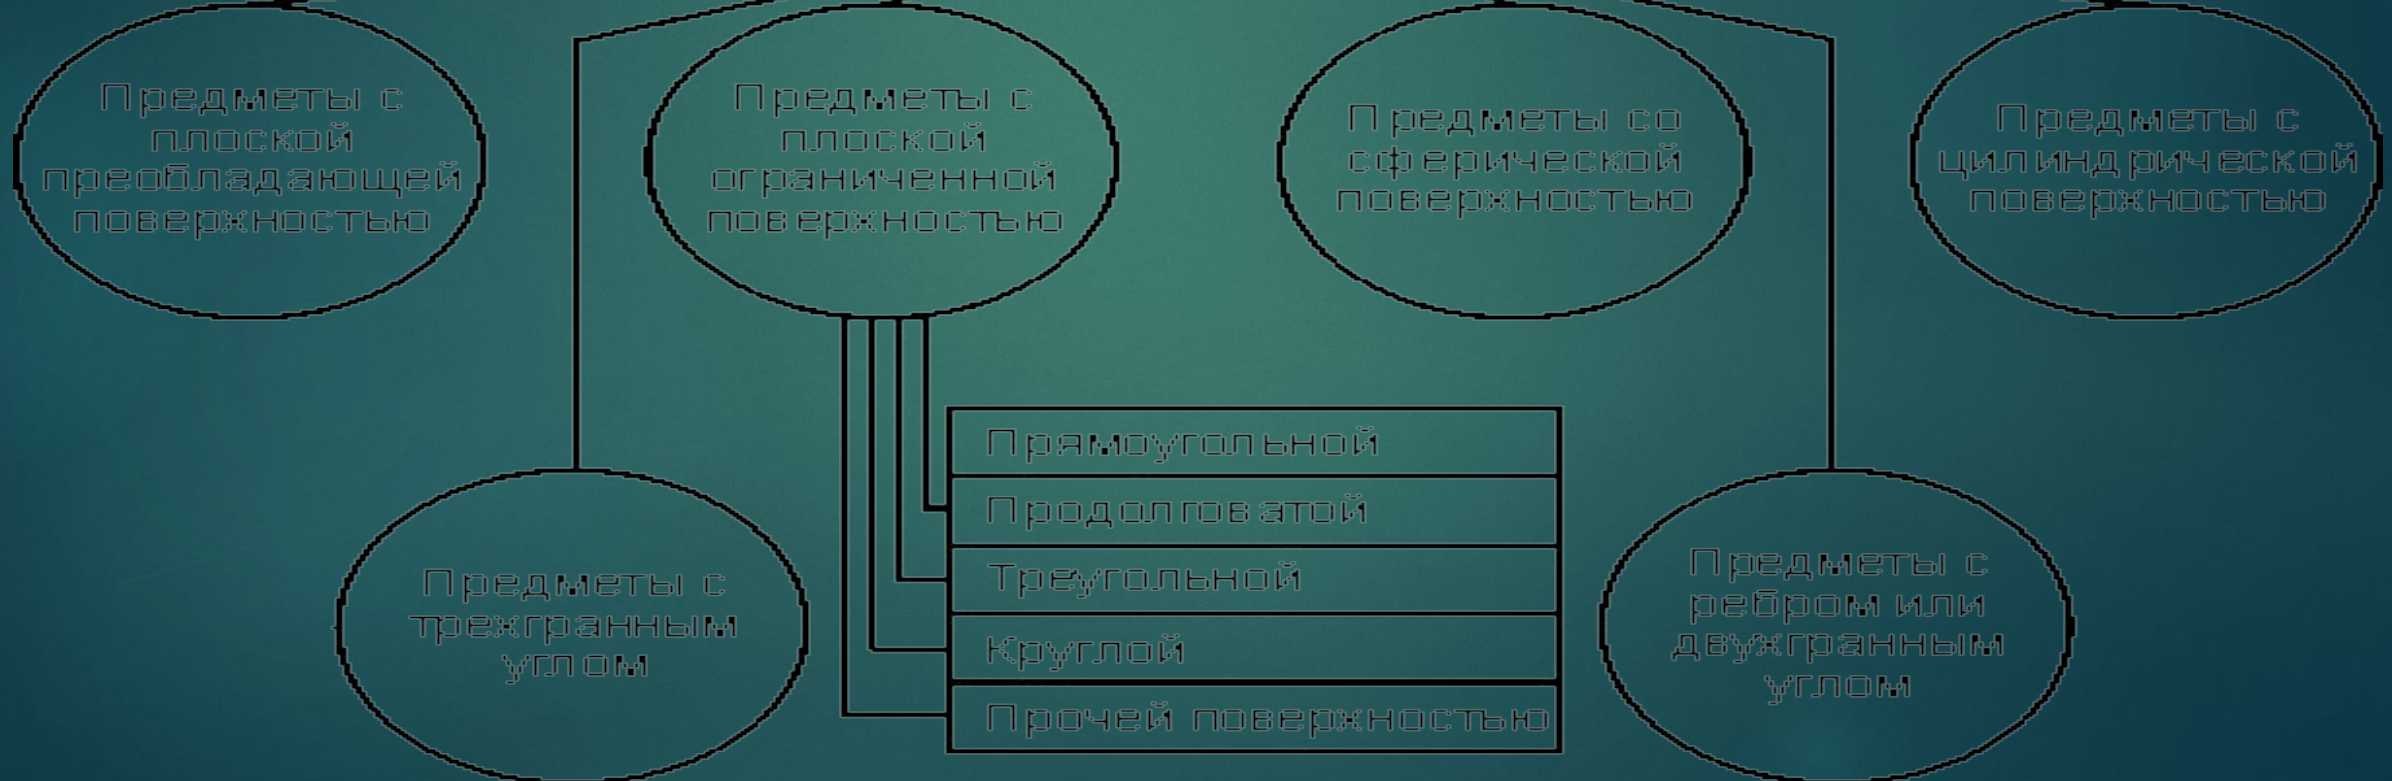 Предметы с
плоской
преобладающей
поверхностью
Предметы с
плоской
ограниченной
поверхностью
Предметы со
сферической
поверхностью
Предметы с
цилиндрической
поверхностью
Предметы с
трехгранным
углом
Прямоугольной
Продолговатой
Треугольной
Круглой
Прочей поверхностью
Предметы с
ребром или
двухгранным
углом